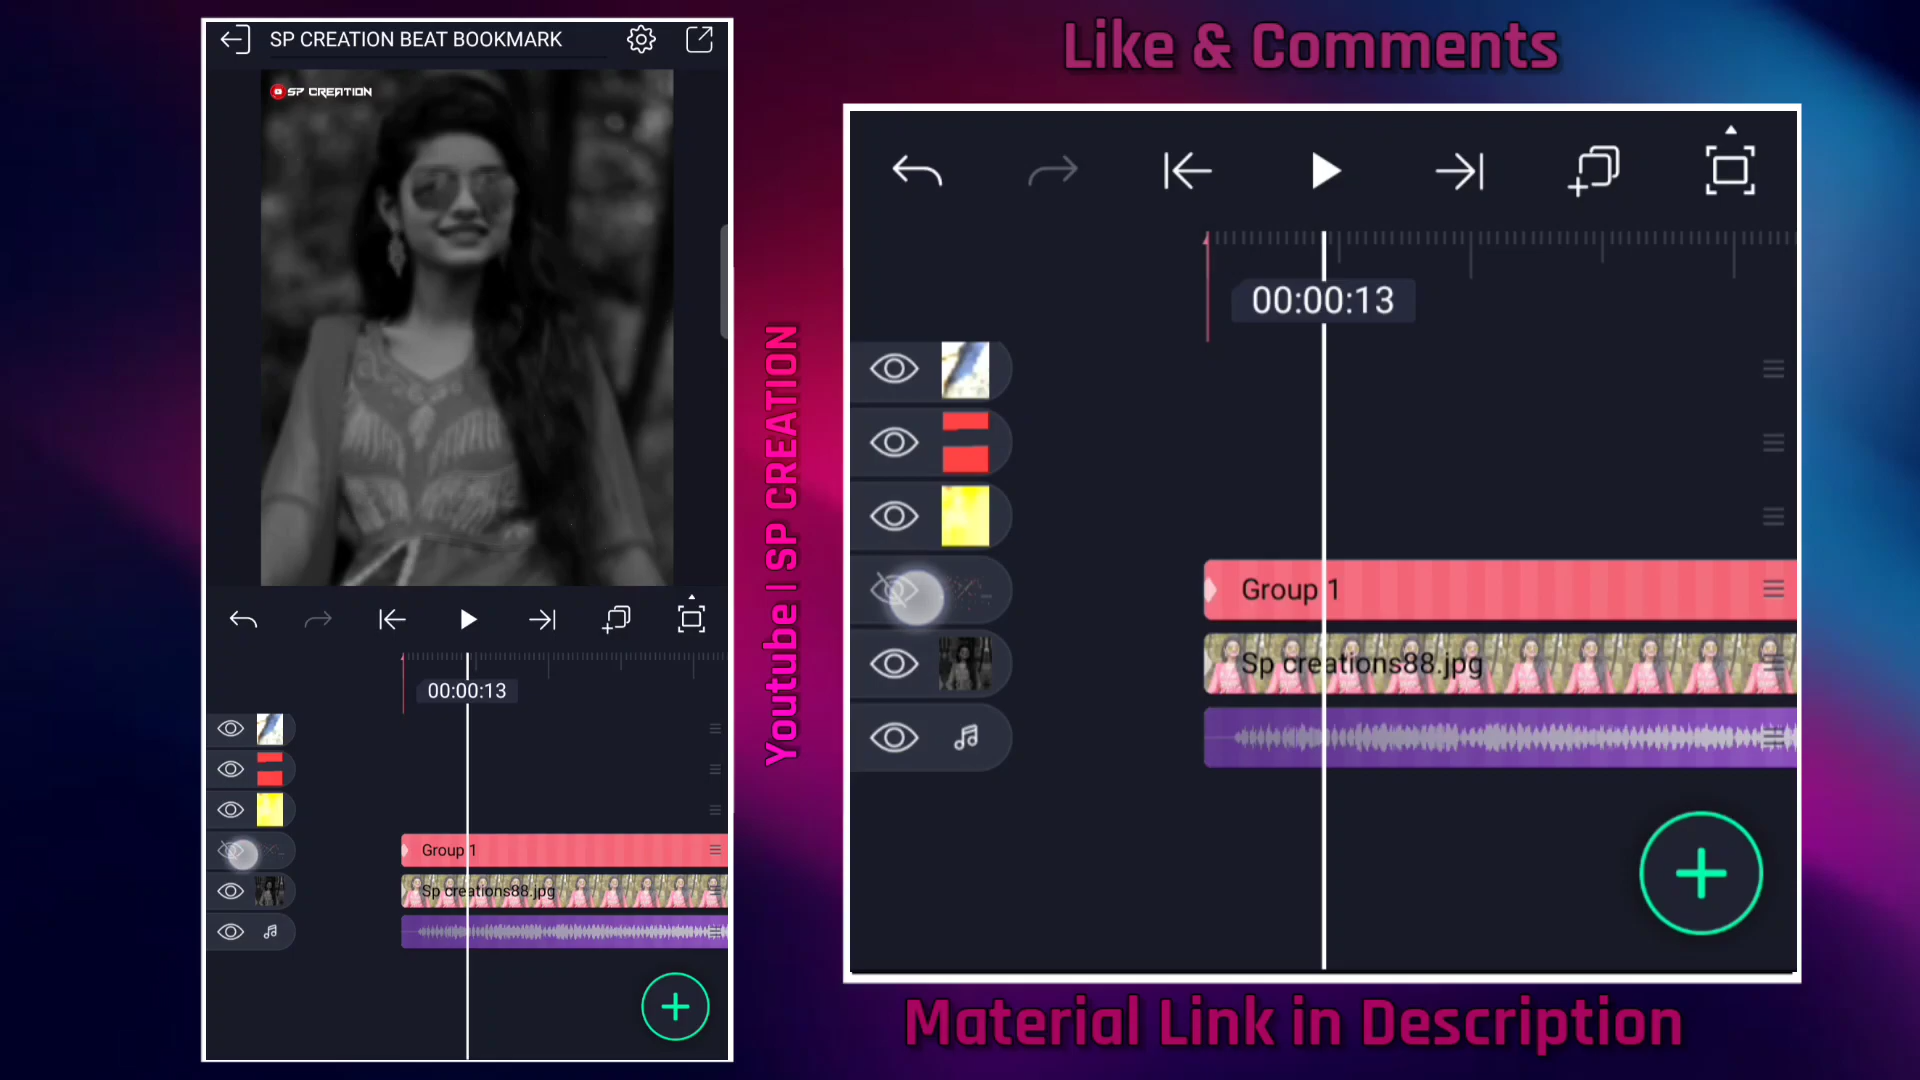 SP CREATION BEAT BOOKMARK
SP CREATION
00:00:13
Group 1
Sp creations88.jpg
Youtube | SP CREATION
Like & Comments
00:00:13
Group 1
Sp creations88.jpg
Material Link in Description